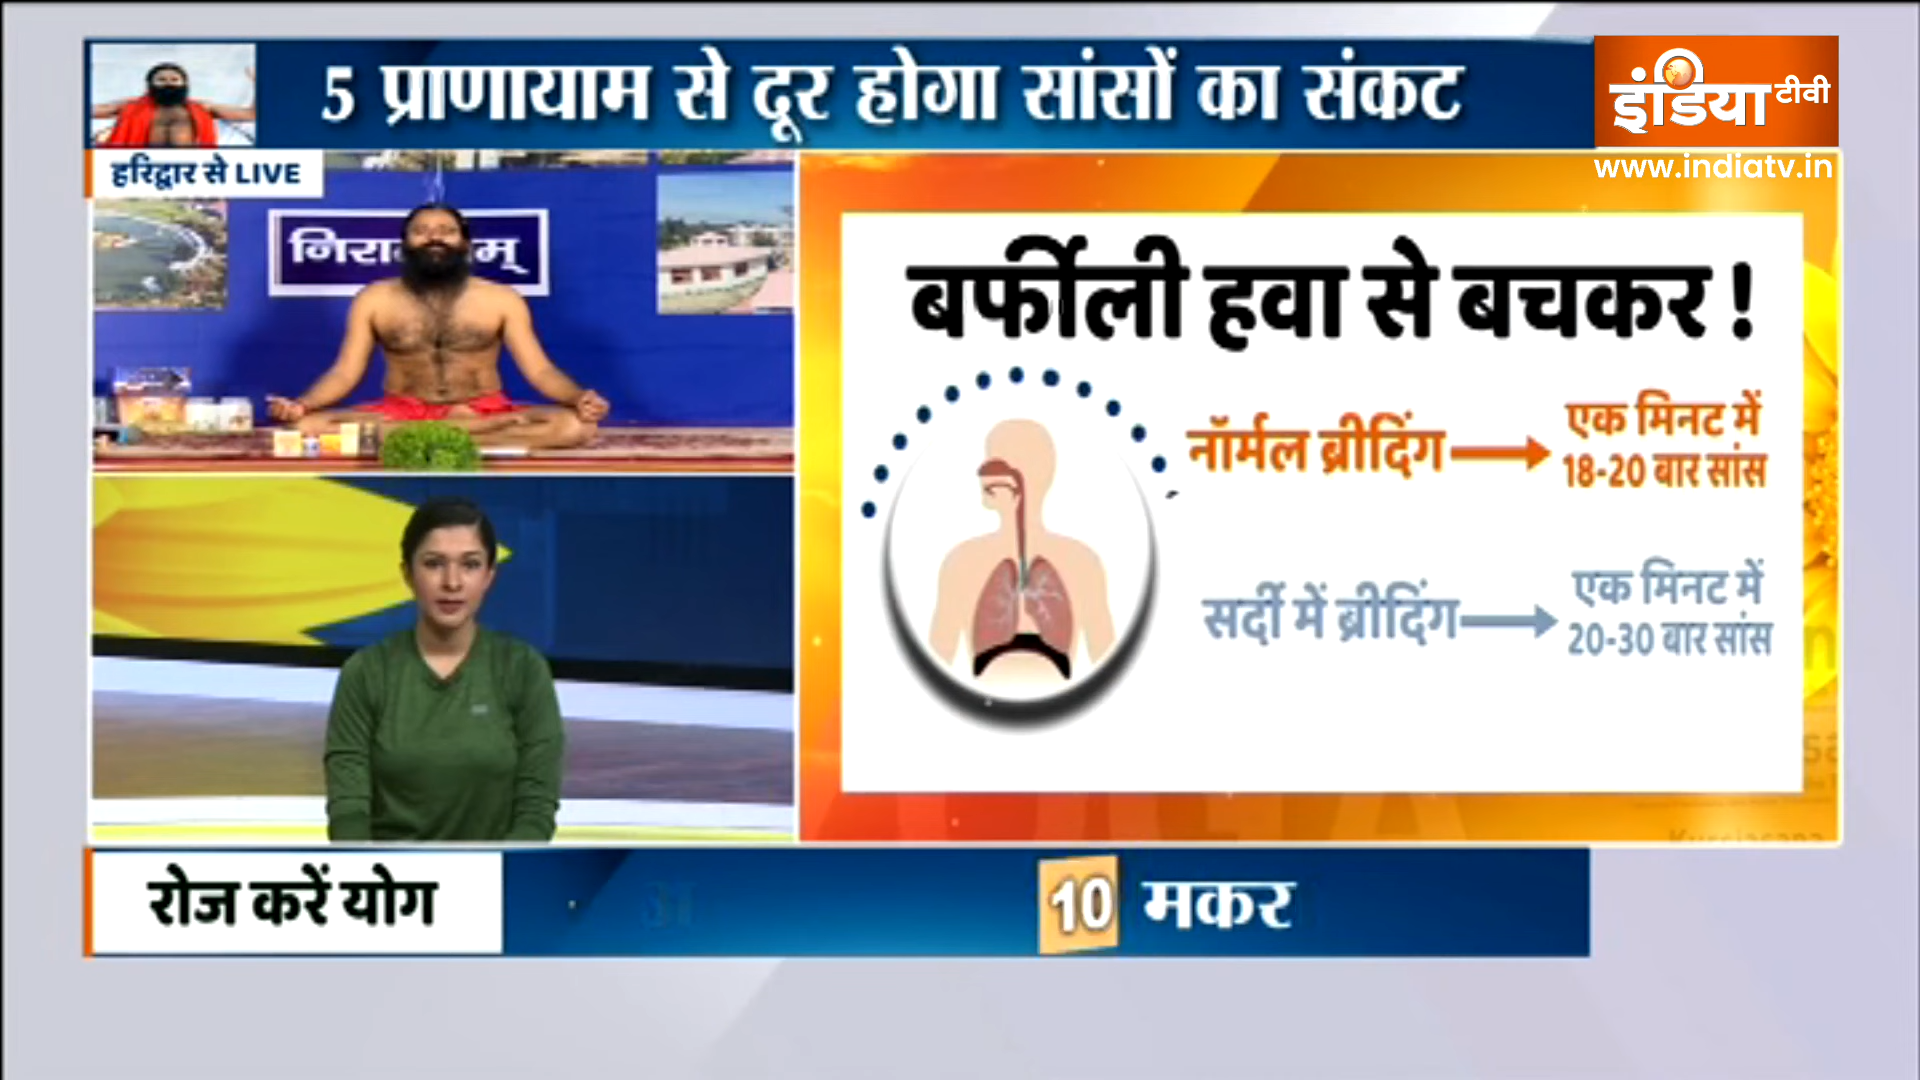 5 प्राणायाम से दूर होगा सांसों का संकट
इंडिया टीवी
www.indiatv.in
हरिद्वार से LIVE
बर्फीली हवा से बचकर !
नॉर्मल ब्रीदिंग
एक मिनट में
18-20 बार सांस
सर्दी में ब्रीदिंग
एक मिनट में
20-30 बार सांस
Kursiasana
रोज करें योग
10 मकर